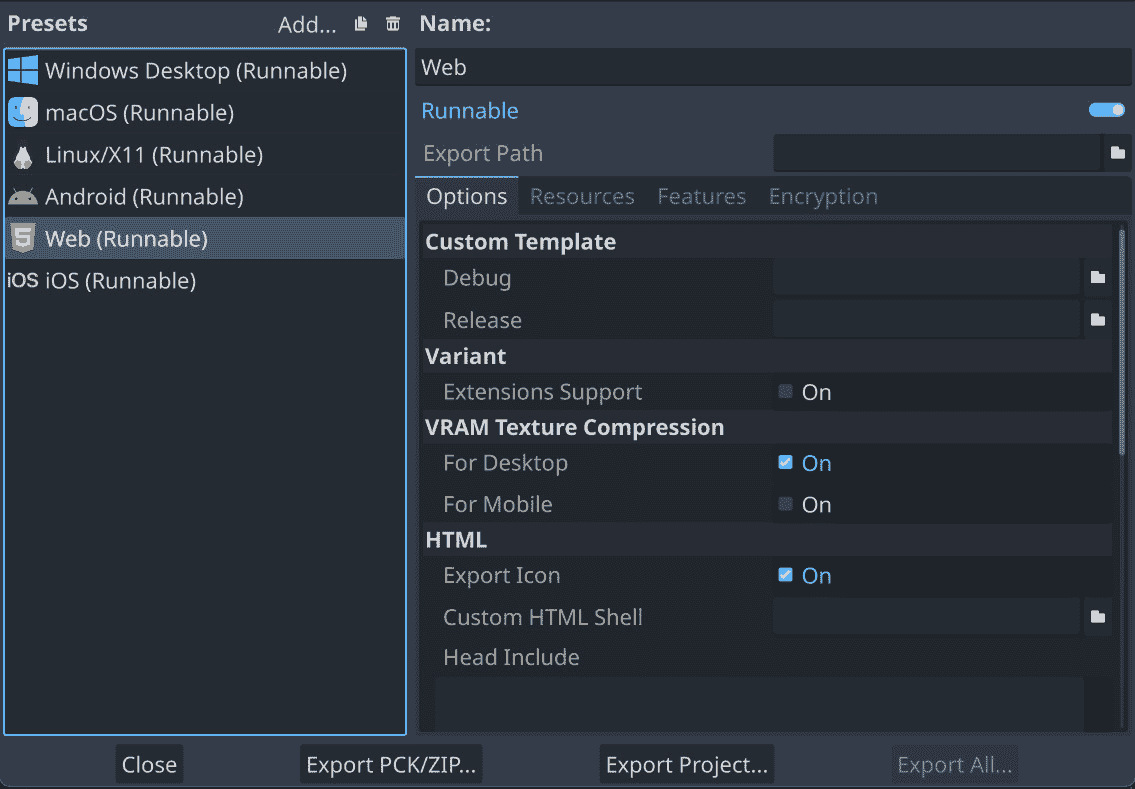 Presets Add... Name:
Windows Desktop (Runnable)
macOS (Runnable)
Linux/X11 (Runnable)
Android (Runnable)
5 Web (Runnable)
iOS iOS (Runnable)
Web
Runnable
Export Path
Options Resources Features Encryption
Custom Template
Debug
Release
Variant
Extensions Support On
VRAM Texture Compression
For Desktop On
For Mobile On
HTML
Export Icon On
Custom HTML Shell
Head Include
Close Export PCK/ZIP... Export Project... Export All...